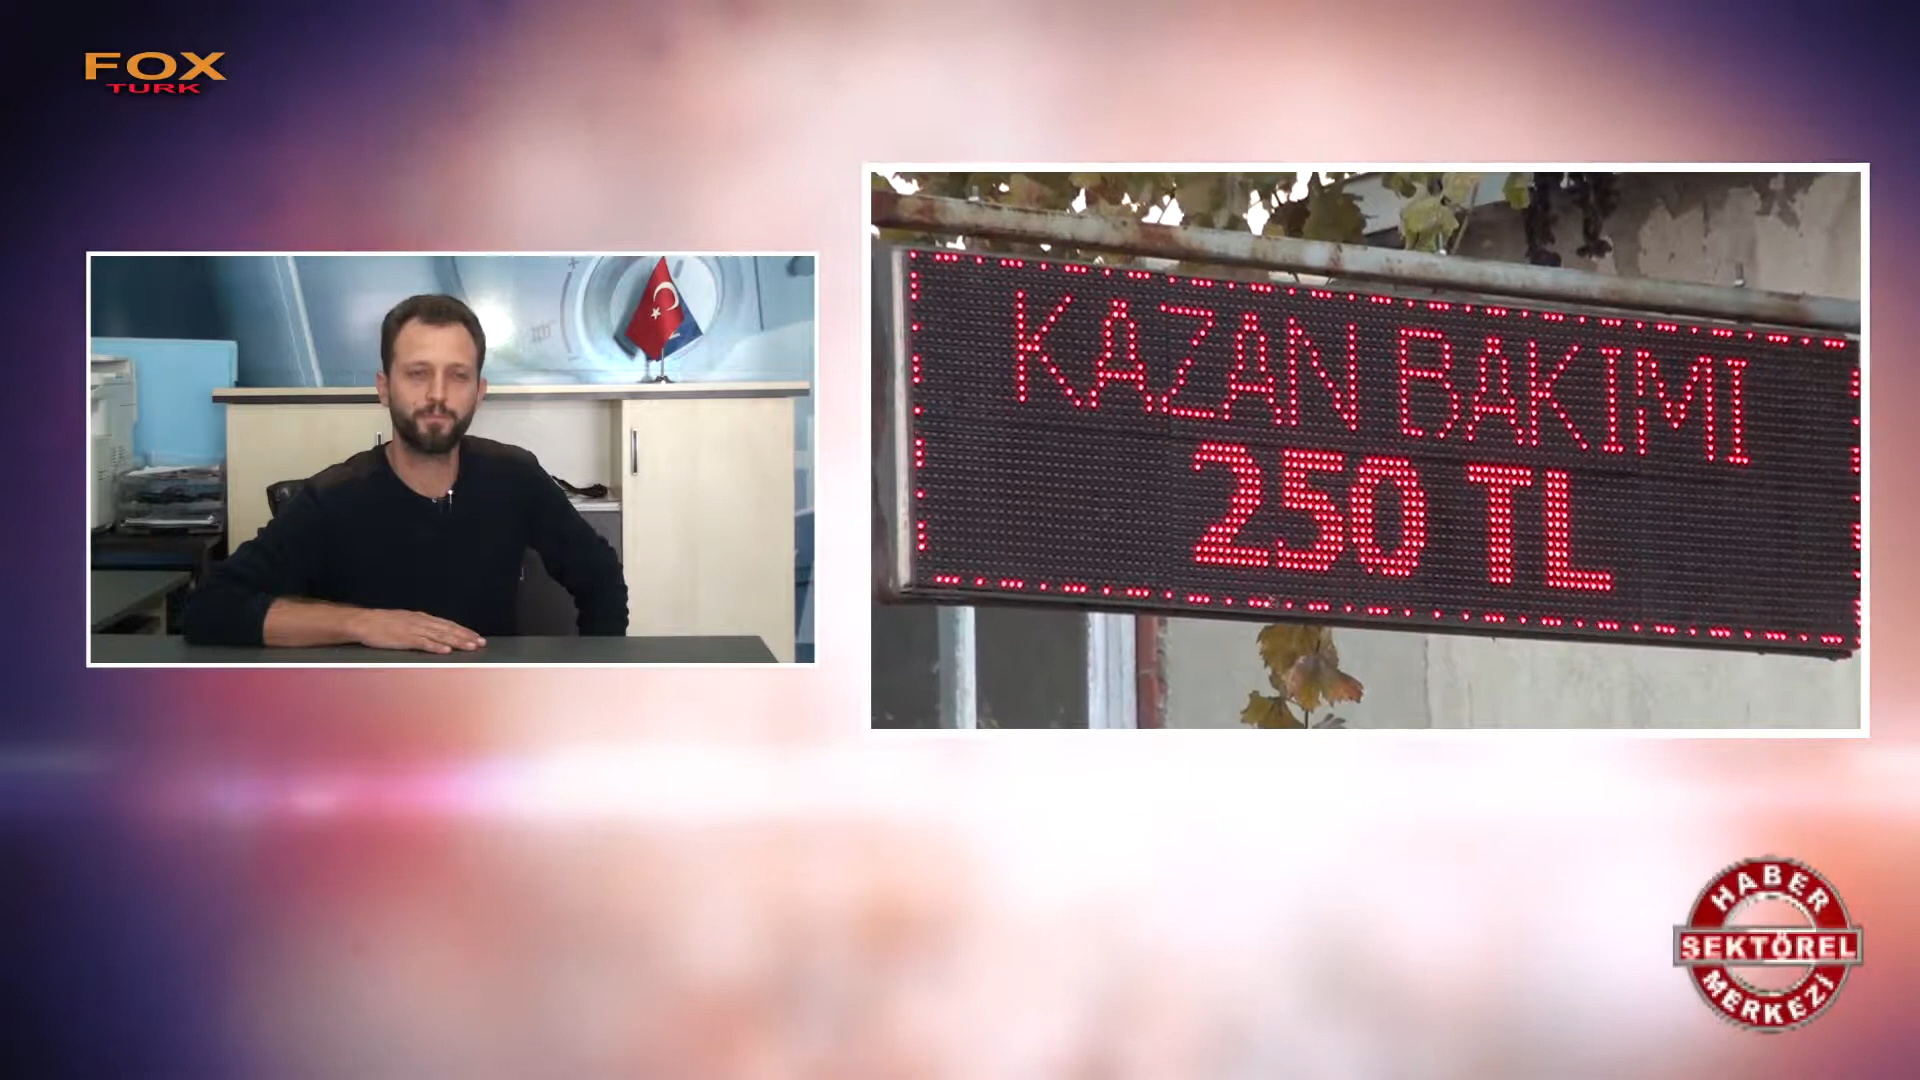 FOX
TURK
KAZAN BAKIMI
250 TL
HABER
SEKTÖREL
MERKEZİ